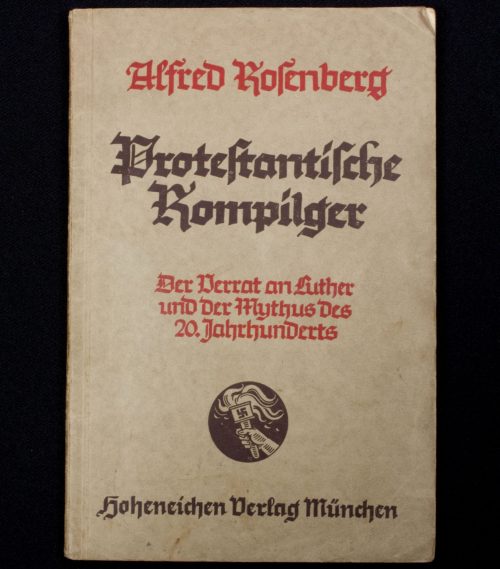 Alfred Rosenberg
Protestantische
Rompilger
Der Verrat an Luther
und der Mythus des
20. Jahrhunderts
Hoheneichen Verlag München